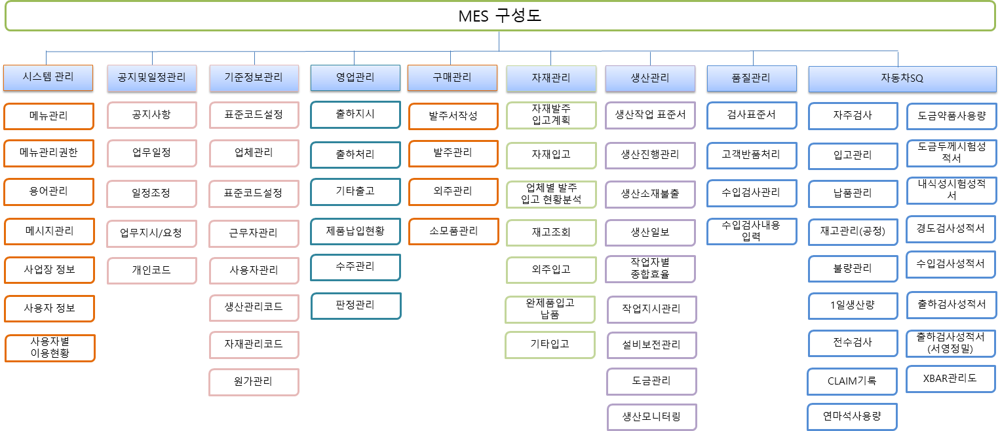 MES 구성도
시스템 관리
공지및일정관리
기준정보관리
영업관리
구매관리
자재관리
생산관리
품질관리
자동차SQ
메뉴관리
메뉴관리권한
용어관리
메시지관리
사업장 정보
사용자 정보
사용자별
이용현황
공지사항
업무일정
일정조정
업무지시/요청
개인코드
표준코드설정
업체관리
표준코드설정
근무자관리
사용자관리
생산관리코드
자재관리코드
원가관리
출하지시
출하처리
기타출고
제품납입현황
수주관리
판정관리
발주서작성
발주관리
외주관리
소모품관리
자재발주
입고계획
자재입고
업체별 발주
입고 현황분석
재고조회
외주입고
완제품입고
납품
기타입고
생산작업 표준서
생산진행관리
생산소재불출
생산일보
작업자별
종합효율
작업지시관리
설비보전관리
도금관리
생산모니터링
검사표준서
고객반품처리
수입검사관리
수입검사내용
입력
자주검사
입고관리
납품관리
재고관리(공정)
불량관리
1일생산량
전수검사
CLAIM기록
연마석사용량
도금약품사용량
도금두께시험성
적서
내식성시험성적
서
경도검사성적서
수입검사성적서
출하검사성적서
출하검사성적서
(서영정밀)
XBAR관리도